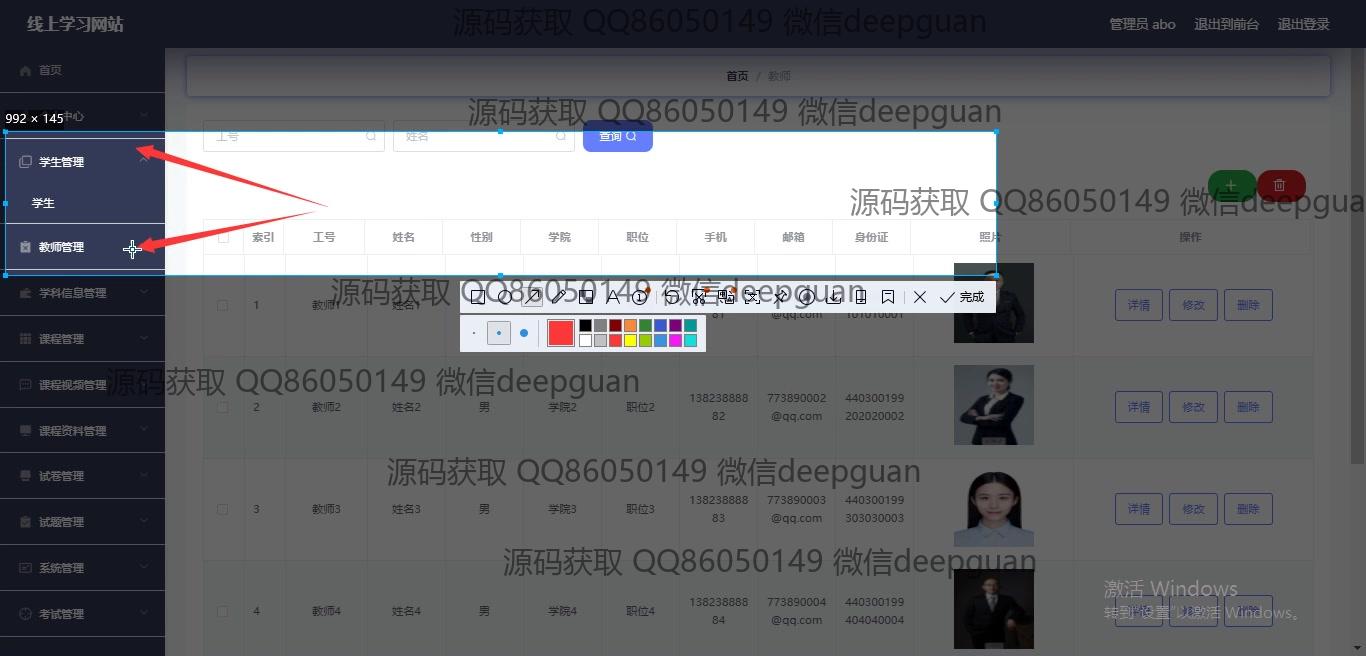 线上学习网站
源码获取 QQ86050149 微信deepguan
管理员 abo 退出到前台 退出登录
首页
首页 / 教师
中心
源码获取 QQ86050149 微信deepguan
992 × 145
工号 姓名 查询
学生管理
学生
源码获取 QQ86050149 微信deepgua
教师管理
索引 工号 姓名 性别 学院 职位 手机 邮箱 身份证 照片 操作
学科信息管理
源码获取 QQ86050149 微信deepguan
完成
1 教师1 姓名1
101010001
详情 修改 删除
课程管理
课程视频管理
源码获取 QQ86050149 微信deepguan
2 教师2 姓名2 男 学院2 职位2 13823888882 773890002@qq.com 440300199202020002 详情 修改 删除
课程资料管理
试卷管理
源码获取 QQ86050149 微信deepguan
3 教师3 姓名3 男 学院3 职位3 13823888883 773890003@qq.com 440300199303030003 详情 修改 删除
试题管理
系统管理
源码获取 QQ86050149 微信deepguan
考试管理
4 教师4 姓名4 男 学院4 职位4 13823888884 773890004@qq.com 440300199404040004
激活 Windows
转到“设置”以激活 Windows。